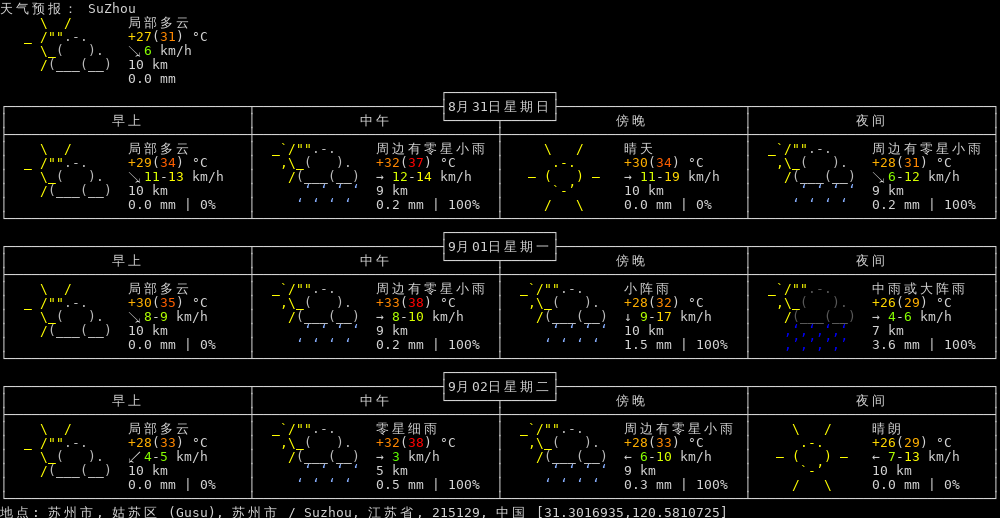 天气预报： SuZhou
局部多云
+27(31) °C
↘ 6 km/h
10 km
0.0 mm
8月31日星期日
早上 中午 傍晚 夜间
局部多云 周边有零星小雨 晴天 周边有零星小雨
+29(34) °C +32(37) °C +30(34) °C +28(31) °C
↘ 11-13 km/h → 12-14 km/h → 11-19 km/h ↘ 6-12 km/h
10 km 9 km 10 km 9 km
0.0 mm | 0% 0.2 mm | 100% 0.0 mm | 0% 0.2 mm | 100%
9月01日星期一
早上 中午 傍晚 夜间
局部多云 周边有零星小雨 小阵雨 中雨或大阵雨
+30(35) °C +33(38) °C +28(32) °C +26(29) °C
↘ 8-9 km/h → 8-10 km/h ↓ 9-17 km/h → 4-6 km/h
10 km 9 km 10 km 7 km
0.0 mm | 0% 0.2 mm | 100% 1.5 mm | 100% 3.6 mm | 100%
9月02日星期二
早上 中午 傍晚 夜间
局部多云 零星细雨 周边有零星小雨 晴朗
+28(33) °C +32(38) °C +28(33) °C +26(29) °C
↙ 4-5 km/h → 3 km/h ← 6-10 km/h ← 7-13 km/h
10 km 5 km 9 km 10 km
0.0 mm | 0% 0.5 mm | 100% 0.3 mm | 100% 0.0 mm | 0%
地点: 苏州市, 姑苏区 (Gusu), 苏州市 / Suzhou, 江苏省, 215129, 中国 [31.3016935,120.5810725]